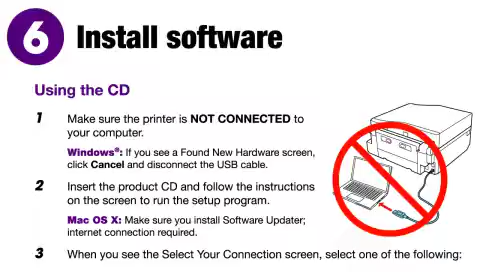 6 Install software
Using the CD
1 Make sure the printer is NOT CONNECTED to
your computer.
Windows®: If you see a Found New Hardware screen,
click Cancel and disconnect the USB cable.
2 Insert the product CD and follow the instructions
on the screen to run the setup program.
Mac OS X: Make sure you install Software Updater;
internet connection required.
3 When you see the Select Your Connection screen, select one of the following: